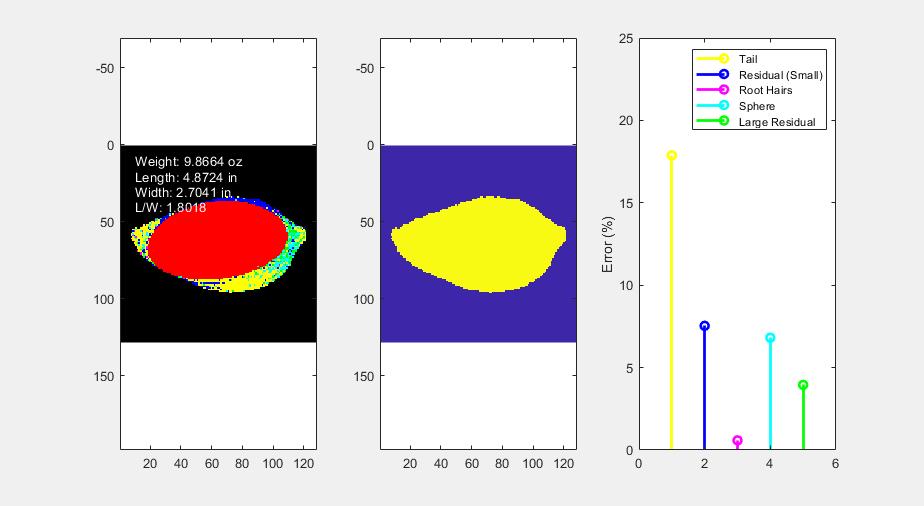 -50
0
50
100
150
20 40 60 80 100 120
Weight: 9.8664 oz
Length: 4.8724 in
Width: 2.7041 in
L/W: 1.8018
-50
0
50
100
150
20 40 60 80 100 120
25
20
15
10
5
0
Error (%)
0 2 4 6
Tail
Residual (Small)
Root Hairs
Sphere
Large Residual